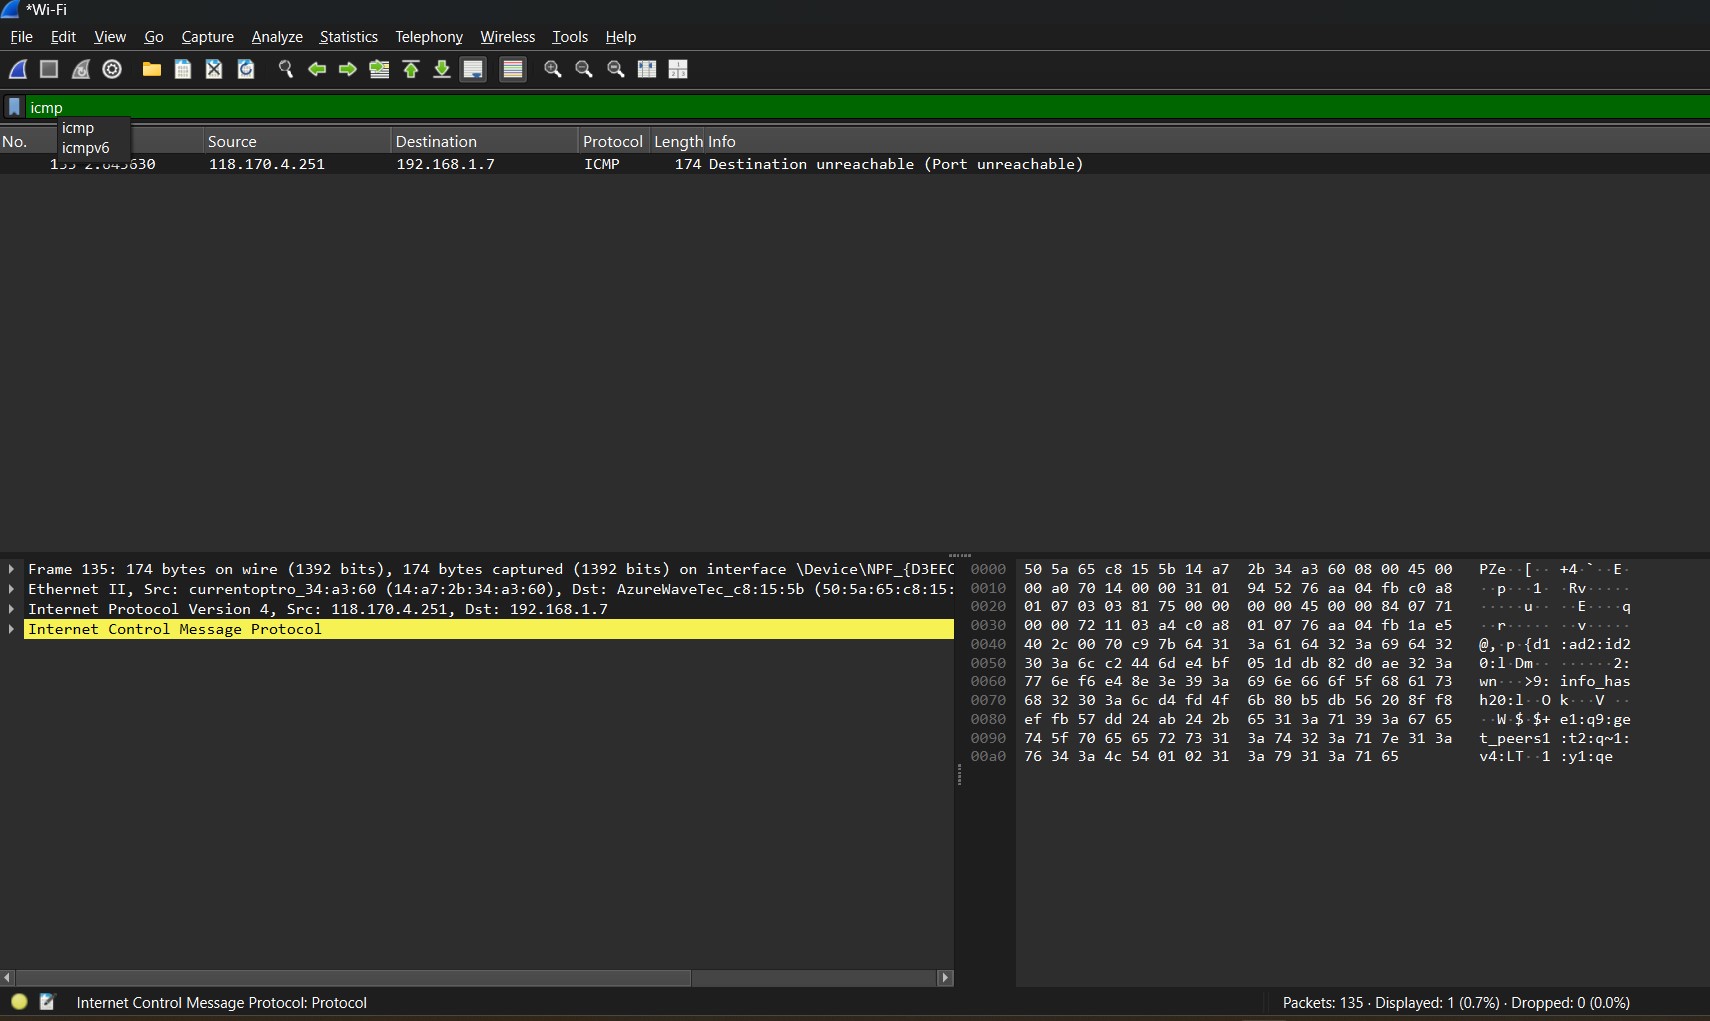 *Wi-Fi
File Edit View Go Capture Analyze Statistics Telephony Wireless Tools Help
icmp
icmp
icmpv6
No. Source Destination Protocol Length Info
118.170.4.251 192.168.1.7 ICMP 174 Destination unreachable (Port unreachable)
Frame 135: 174 bytes on wire (1392 bits), 174 bytes captured (1392 bits) on interface \Device\NPF_{D3EEC
Ethernet II, Src: currentoptro_34:a3:60 (14:a7:2b:34:a3:60), Dst: AzureWaveTec_c8:15:5b (50:5a:65:c8:15:
Internet Protocol Version 4, Src: 118.170.4.251, Dst: 192.168.1.7
Internet Control Message Protocol
0000 50 5a 65 c8 15 5b 14 a7 2b 34 a3 60 08 00 45 00 PZe··[·· +4·`··E·
0010 00 a0 70 14 00 00 31 01 94 52 76 aa 04 fb c0 a8 ··p···1· ·Rv·····
0020 01 07 03 03 81 75 00 00 00 00 45 00 00 84 07 71 ·····u·· ··E····q
0030 00 00 72 11 03 a4 c0 a8 01 07 76 aa 04 fb 1a e5 ··r····· ··v·····
0040 40 2c 00 70 c9 7b 64 31 3a 61 64 32 3a 69 64 32 @,·p·{d1 :ad2:id2
0050 30 3a 6c c2 44 6d e4 bf 05 1d db 82 d0 ae 32 3a 0:l·Dm·· ······2:
0060 77 6e f6 e4 8e 3e 39 3a 69 6e 66 6f 5f 68 61 73 wn···>9: info_has
0070 68 32 30 3a 6c d4 fd 4f 6b 80 b5 db 56 20 8f f8 h20:l··O k···V ··
0080 ef fb 57 dd 24 ab 24 2b 65 31 3a 71 39 3a 67 65 ··W·$·$+ e1:q9:ge
0090 74 5f 70 65 65 72 73 31 3a 74 32 3a 71 7e 31 3a t_peers1 :t2:q~1:
00a0 76 34 3a 4c 54 01 02 31 3a 79 31 3a 71 65 v4:LT··1 :y1:qe
Internet Control Message Protocol: Protocol
Packets: 135 · Displayed: 1 (0.7%) · Dropped: 0 (0.0%)